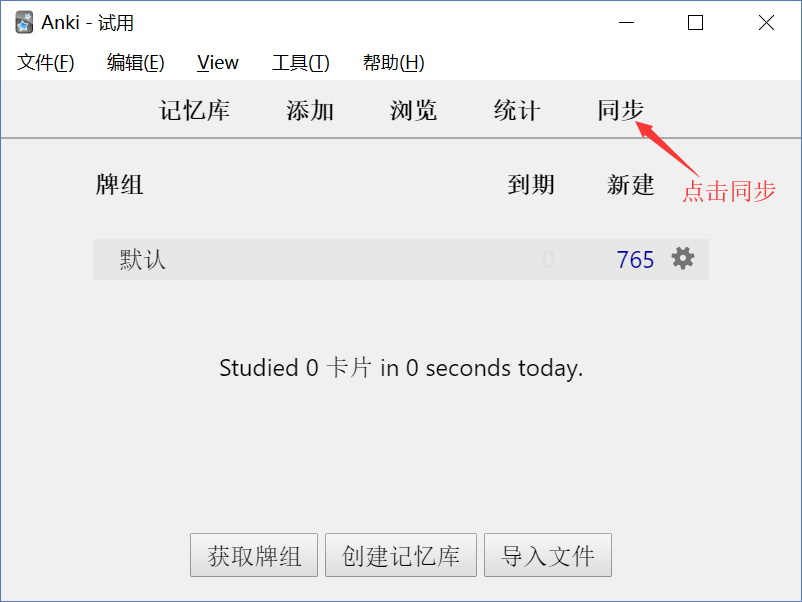 Anki - 试用
文件(F) 编辑(E) View 工具(T) 帮助(H)
记忆库 添加 浏览 统计 同步
牌组 到期 新建
点击同步
默认 0 765
Studied 0 卡片 in 0 seconds today.
获取牌组 创建记忆库 导入文件